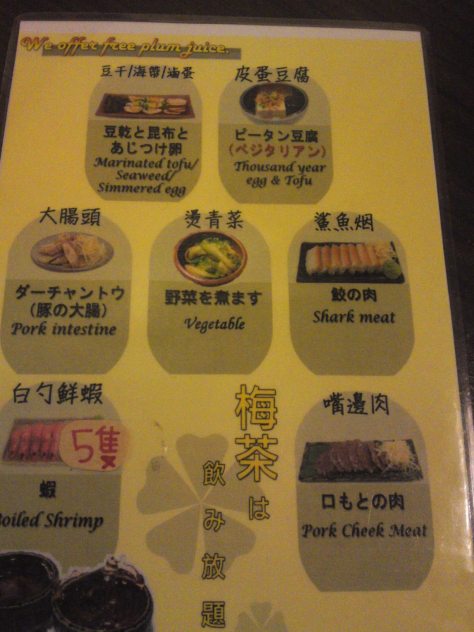 We offer free plum juice.
豆干/海帶/滷蛋
豆乾と昆布と
あじつけ卵
Marinated tofu/
Seaweed/
Simmered egg
皮蛋豆腐
ピータン豆腐
(ベジタリアン)
Thousand year
egg & Tofu
大腸頭
ダーチャントウ
(豚の大腸)
Pork intestine
燙青菜
野菜を煮ます
Vegetable
鯊魚烟
鮫の肉
Shark meat
白勺鮮蝦
5隻
蝦
Boiled Shrimp
梅茶は
飲み放題
嘴邊肉
口もとの肉
Pork Cheek Meat